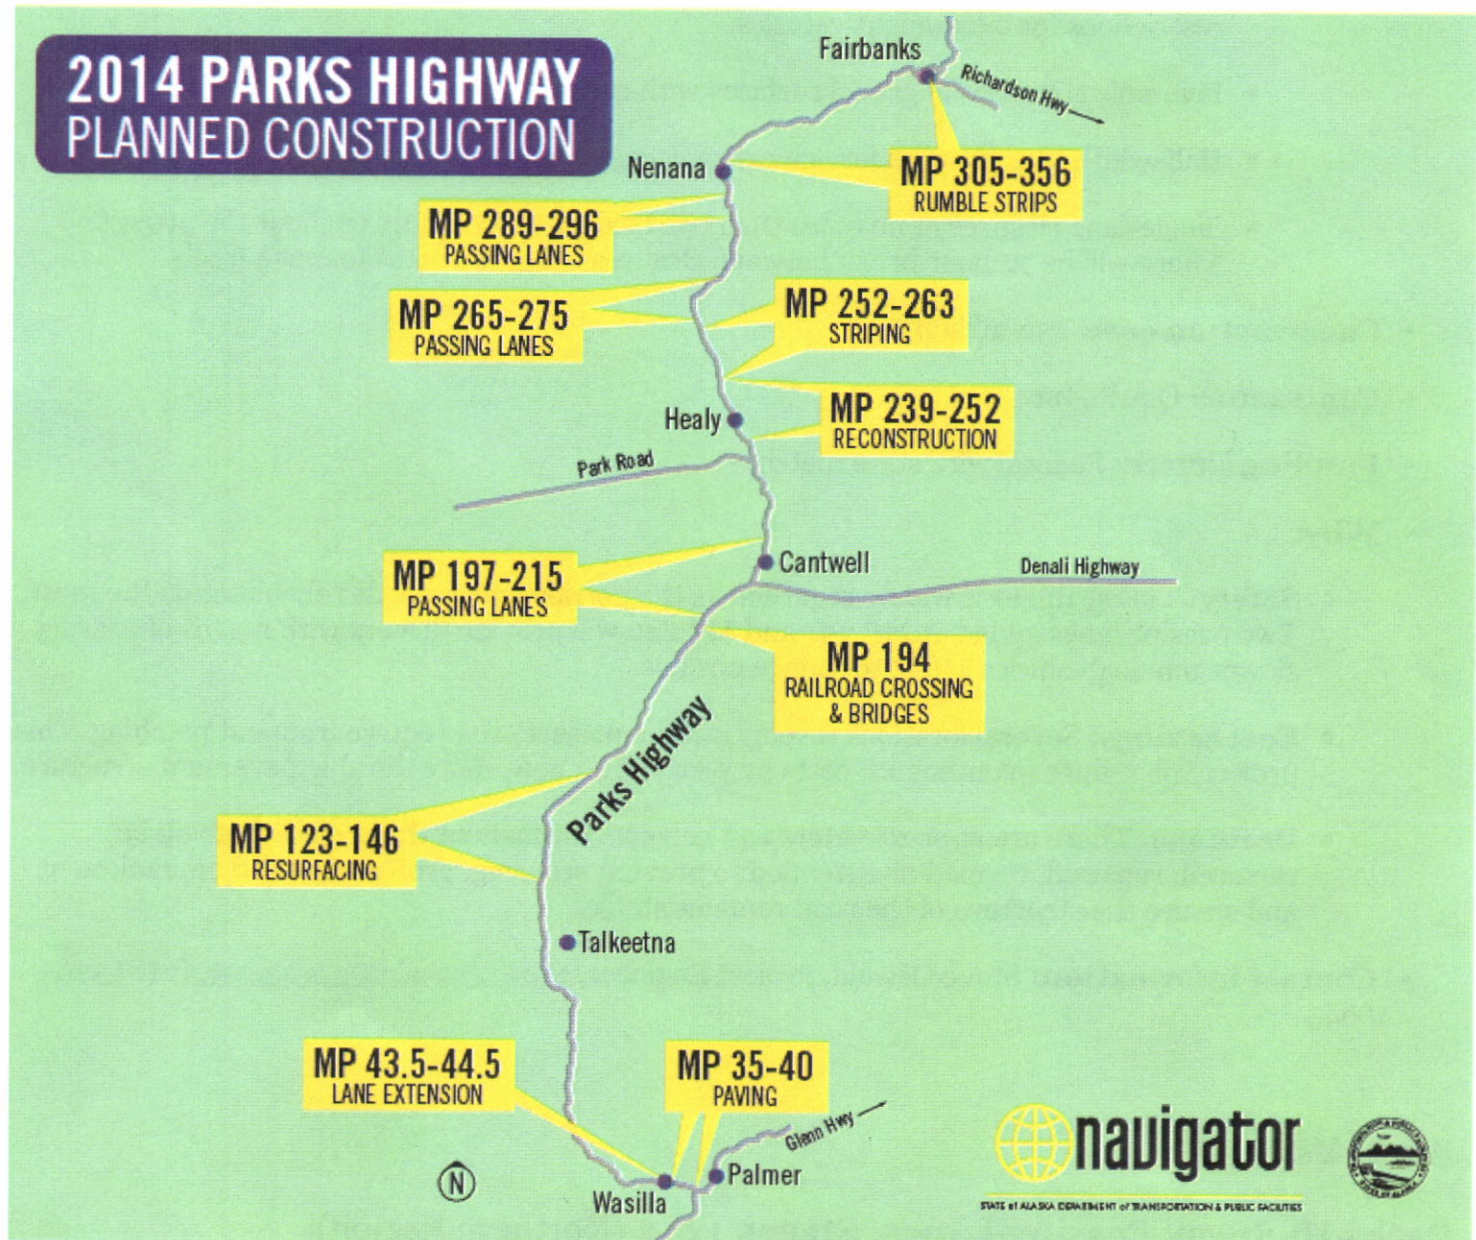 2014 PARKS HIGHWAY
PLANNED CONSTRUCTION
Fairbanks
Richardson Hwy
Nenana
MP 305-356
RUMBLE STRIPS
MP 289-296
PASSING LANES
MP 265-275
PASSING LANES
MP 252-263
STRIPING
Healy
MP 239-252
RECONSTRUCTION
Park Road
Cantwell
Denali Highway
MP 197-215
PASSING LANES
MP 194
RAILROAD CROSSING
& BRIDGES
Parks Highway
MP 123-146
RESURFACING
Talkeetna
MP 43.5-44.5
LANE EXTENSION
MP 35-40
PAVING
Glenn Hwy
N
Wasilla
Palmer
navigator
STATE of ALASKA DEPARTMENT of TRANSPORTATION & PUBLIC FACILITIES